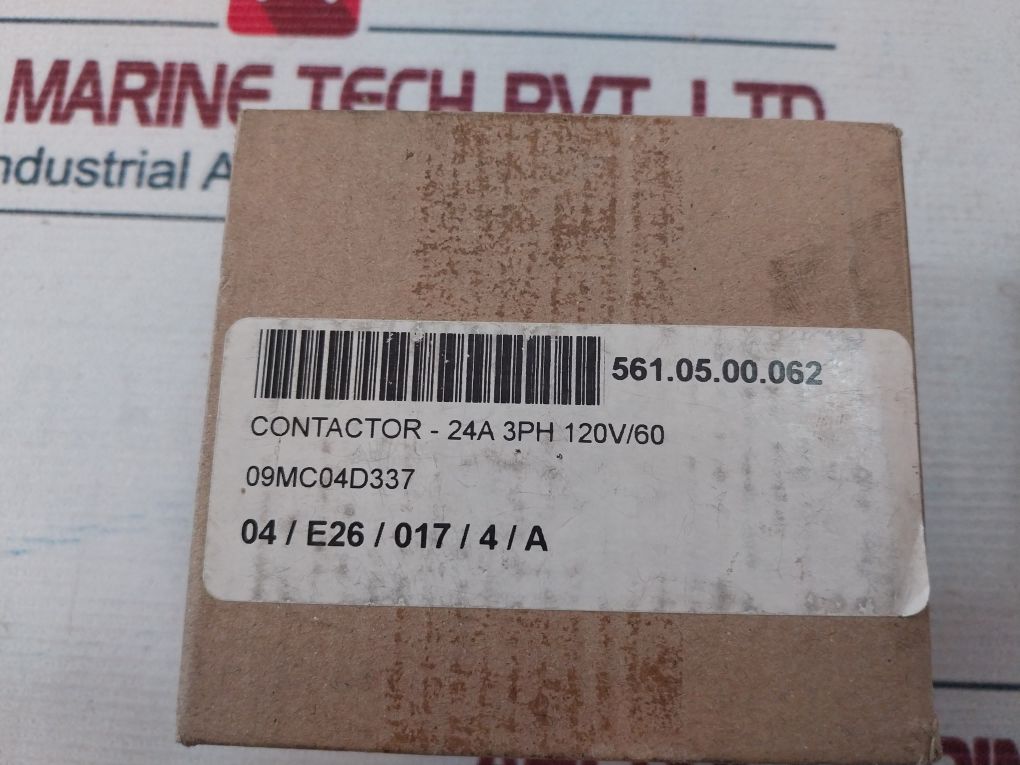 MARINE TECH PVT. LTD
ndustrial A
561.05.00.062
CONTACTOR - 24A 3PH 120V/60
09MC04D337
04 / E26 / 017 / 4 / A